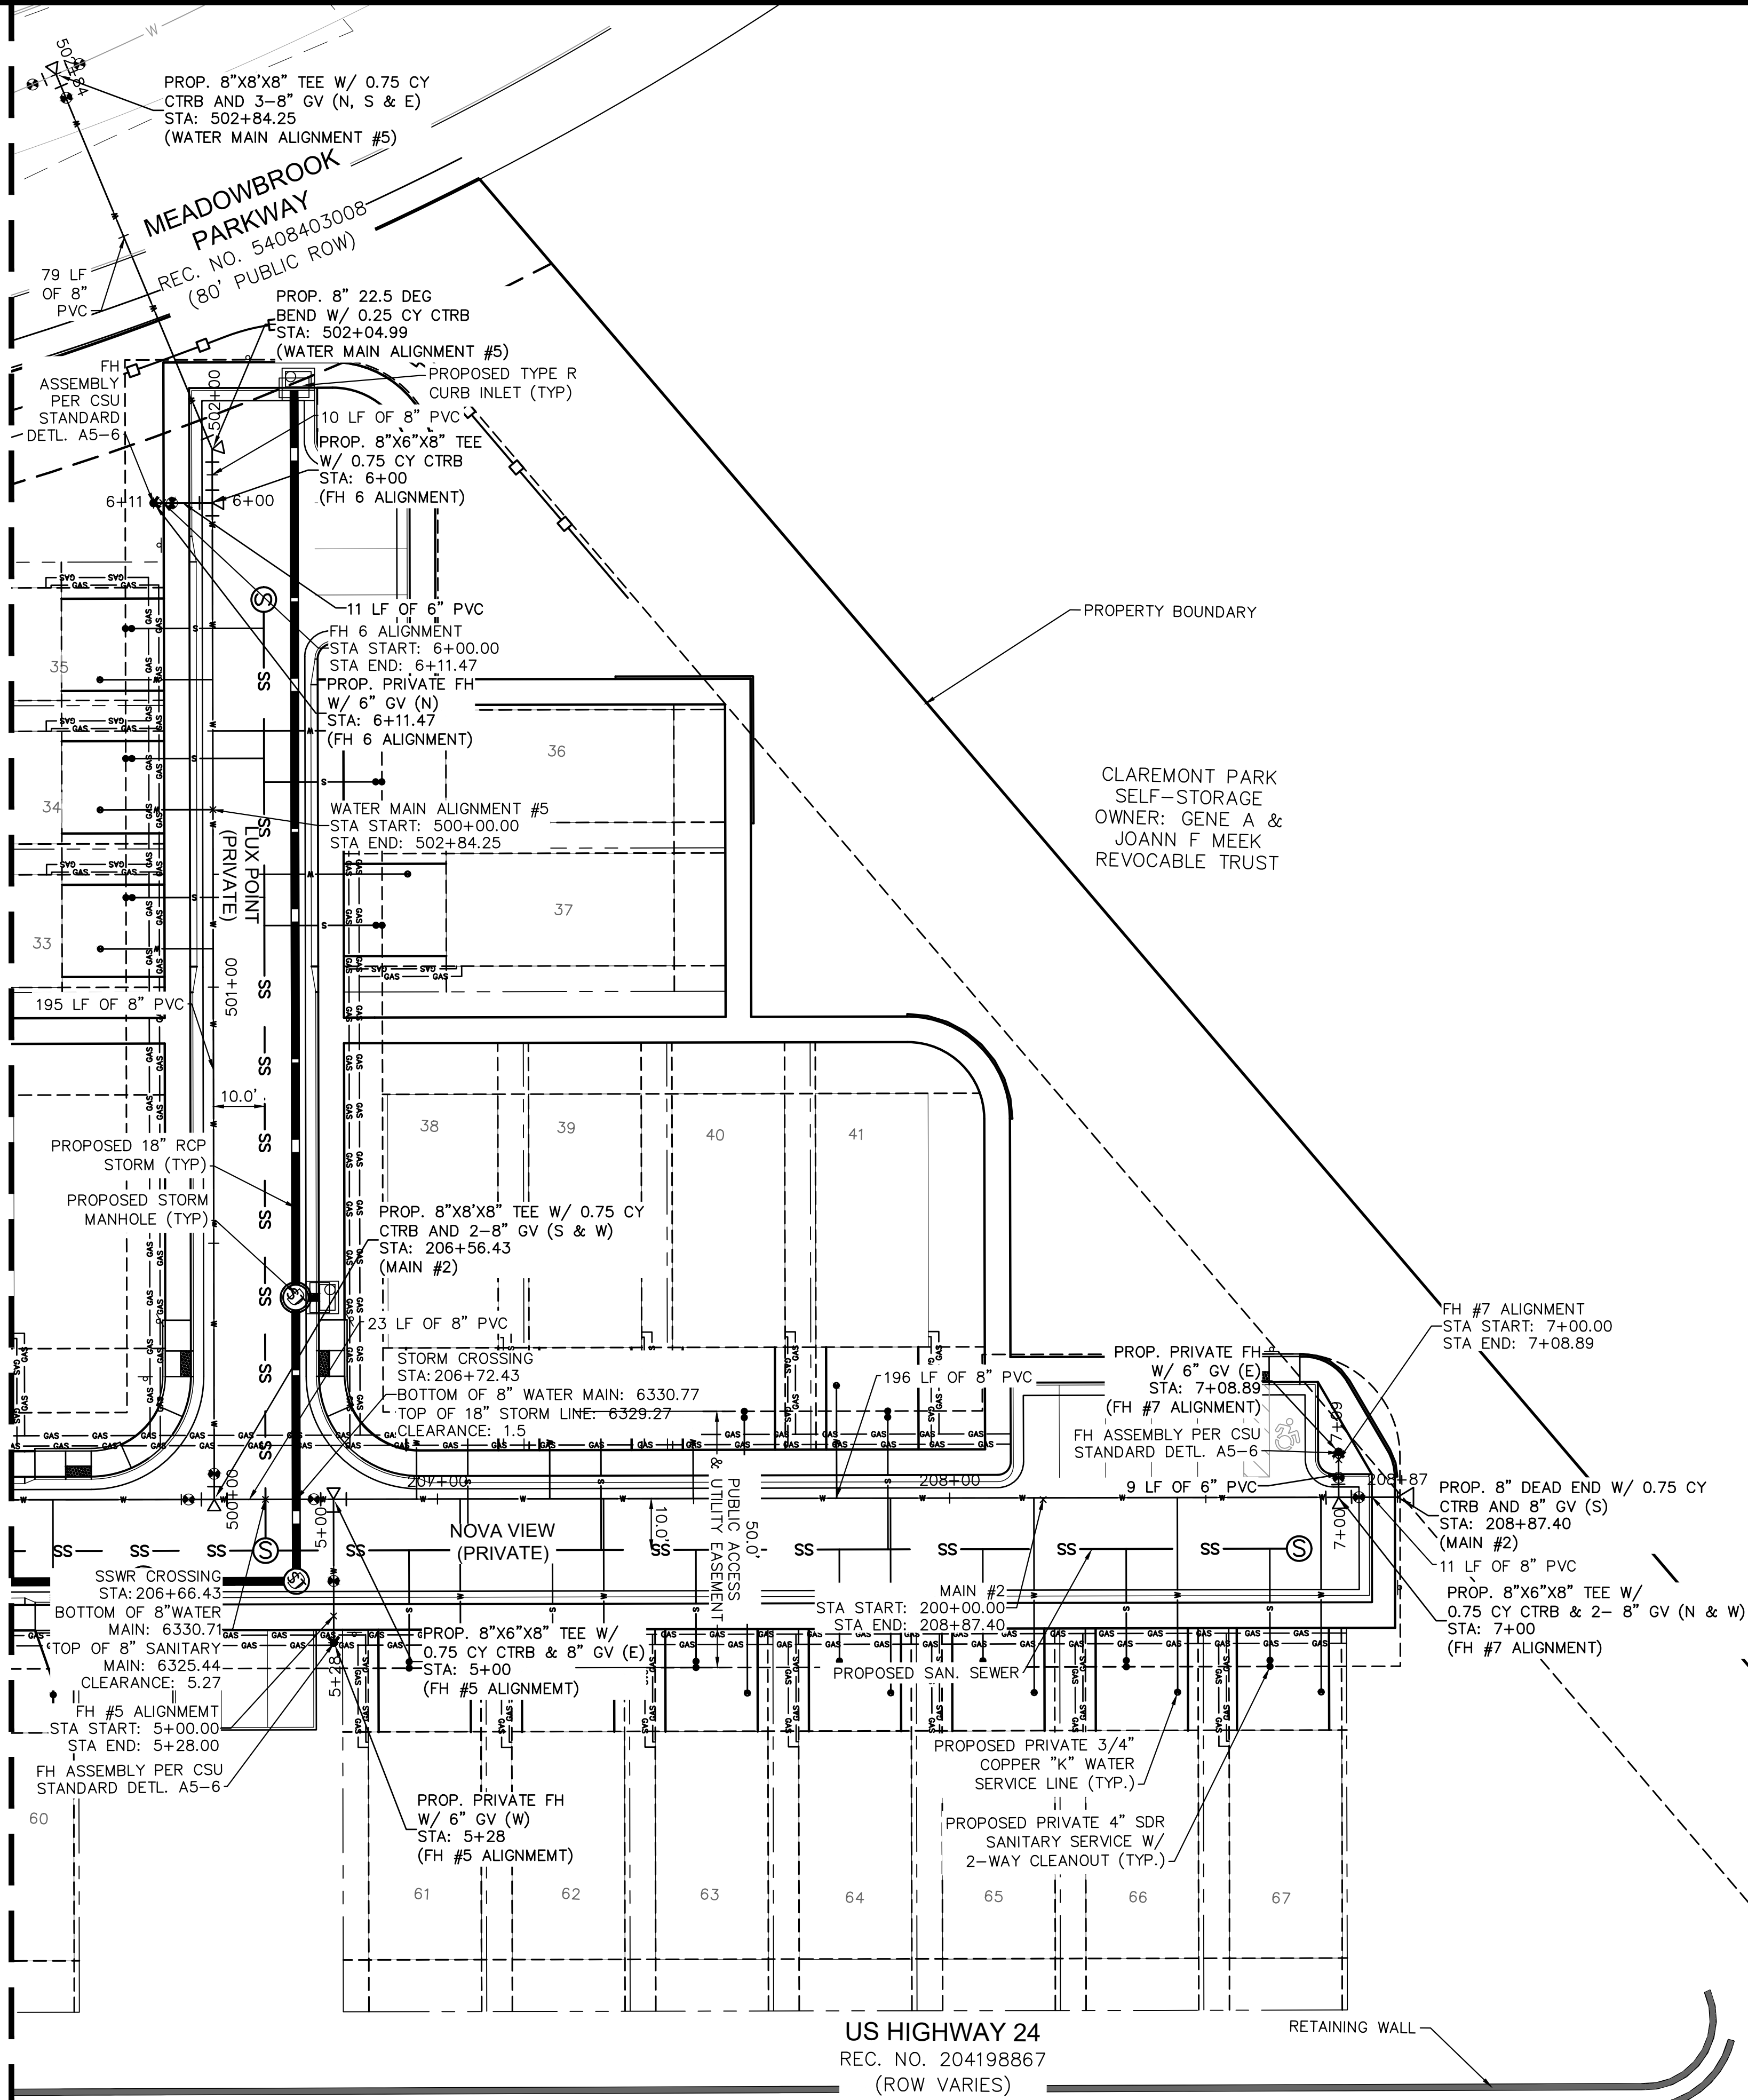 W
502+84
PROP. 8"X8'X8" TEE W/ 0.75 CY
CTRB AND 3-8" GV (N, S & E)
STA: 502+84.25
(WATER MAIN ALIGNMENT #5)
MEADOWBROOK
PARKWAY
REC. NO. 5408403008
(80' PUBLIC ROW)
79 LF
OF 8"
PVC
PROP. 8" 22.5 DEG
BEND W/ 0.25 CY CTRB
STA: 502+04.99
(WATER MAIN ALIGNMENT #5)
FH
ASSEMBLY
PER CSU
STANDARD
DETL. A5-6
PROPOSED TYPE R
CURB INLET (TYP)
502+00
10 LF OF 8" PVC
PROP. 8"X6"X8" TEE
W/ 0.75 CY CTRB
STA: 6+00
(FH 6 ALIGNMENT)
6+11
6+00
11 LF OF 6" PVC
FH 6 ALIGNMENT
STA START: 6+00.00
STA END: 6+11.47
PROP. PRIVATE FH
W/ 6" GV (N)
STA: 6+11.47
(FH 6 ALIGNMENT)
PROPERTY BOUNDARY
35
36
34
WATER MAIN ALIGNMENT #5
STA START: 500+00.00
STA END: 502+84.25
CLAREMONT PARK
SELF-STORAGE
OWNER: GENE A &
JOANN F MEEK
REVOCABLE TRUST
LUX POINT
(PRIVATE)
37
33
501+00
195 LF OF 8" PVC
10.0'
38
39
40
41
PROPOSED 18" RCP
STORM (TYP)
PROPOSED STORM
MANHOLE (TYP)
PROP. 8"X8'X8" TEE W/ 0.75 CY
CTRB AND 2-8" GV (S & W)
STA: 206+56.43
(MAIN #2)
23 LF OF 8" PVC
STORM CROSSING
STA:206+72.43
BOTTOM OF 8" WATER MAIN: 6330.77
TOP OF 18" STORM LINE: 6329.27
CLEARANCE: 1.5
196 LF OF 8" PVC
PROP. PRIVATE FH
W/ 6" GV (E)
STA: 7+08.89
(FH #7 ALIGNMENT)
FH ASSEMBLY PER CSU
STANDARD DETL. A5-6
9 LF OF 6" PVC
FH #7 ALIGNMENT
STA START: 7+00.00
STA END: 7+08.89
7+09
208+87
PROP. 8" DEAD END W/ 0.75 CY
CTRB AND 8" GV (S)
STA: 208+87.40
(MAIN #2)
11 LF OF 8" PVC
PROP. 8"X6"X8" TEE W/
0.75 CY CTRB & 2- 8" GV (N & W)
STA: 7+00
(FH #7 ALIGNMENT)
7+00
500+00
5+00
207+00
208+00
NOVA VIEW
(PRIVATE)
10.0'
50.0'
PUBLIC ACCESS
& UTILITY EASEMENT
SS
S
GAS
SSWR CROSSING
STA:206+66.43
BOTTOM OF 8"WATER
MAIN: 6330.71
TOP OF 8" SANITARY
MAIN: 6325.44
CLEARANCE: 5.27
FH #5 ALIGNMEMT
STA START: 5+00.00
STA END: 5+28.00
FH ASSEMBLY PER CSU
STANDARD DETL. A5-6
5+28
PROP. 8"X6"X8" TEE W/
0.75 CY CTRB & 8" GV (E)
STA: 5+00
(FH #5 ALIGNMEMT)
MAIN #2
STA START: 200+00.00
STA END: 208+87.40
PROPOSED SAN. SEWER
PROPOSED PRIVATE 3/4"
COPPER "K" WATER
SERVICE LINE (TYP.)
PROP. PRIVATE FH
W/ 6" GV (W)
STA: 5+28
(FH #5 ALIGNMEMT)
PROPOSED PRIVATE 4" SDR
SANITARY SERVICE W/
2-WAY CLEANOUT (TYP.)
60
61
62
63
64
65
66
67
US HIGHWAY 24
REC. NO. 204198867
(ROW VARIES)
RETAINING WALL